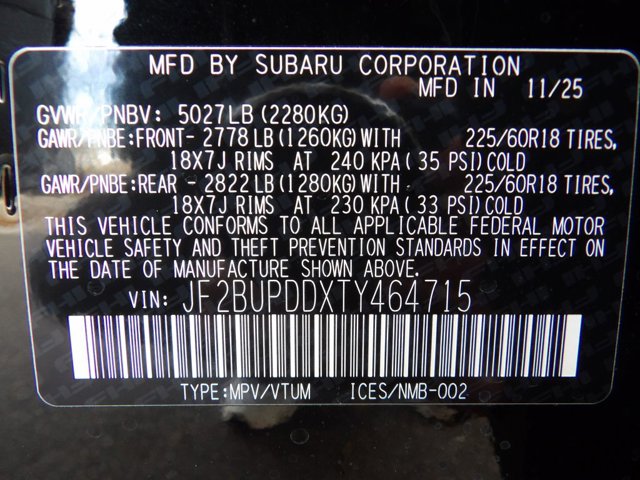 MFD BY SUBARU CORPORATION
MFD IN 11/25
GVWR/PNBV: 5027LB (2280KG)
GAWR/PNBE:FRONT- 2778 LB(1260KG)WITH 225/60R18 TIRES,
18X7J RIMS AT 240 KPA( 35 PSI)COLD
GAWR/PNBE:REAR - 2822 LB(1280KG)WITH 225/60R18 TIRES,
18X7J RIMS AT 230 KPA( 33 PSI)COLD
THIS VEHICLE CONFORMS TO ALL APPLICABLE FEDERAL MOTOR
VEHICLE SAFETY AND THEFT PREVENTION STANDARDS IN EFFECT ON
THE DATE OF MANUFACTURE SHOWN ABOVE.
VIN: JF2BUPDDXTY464715
TYPE:MPV/VTUM ICES/NMB-002